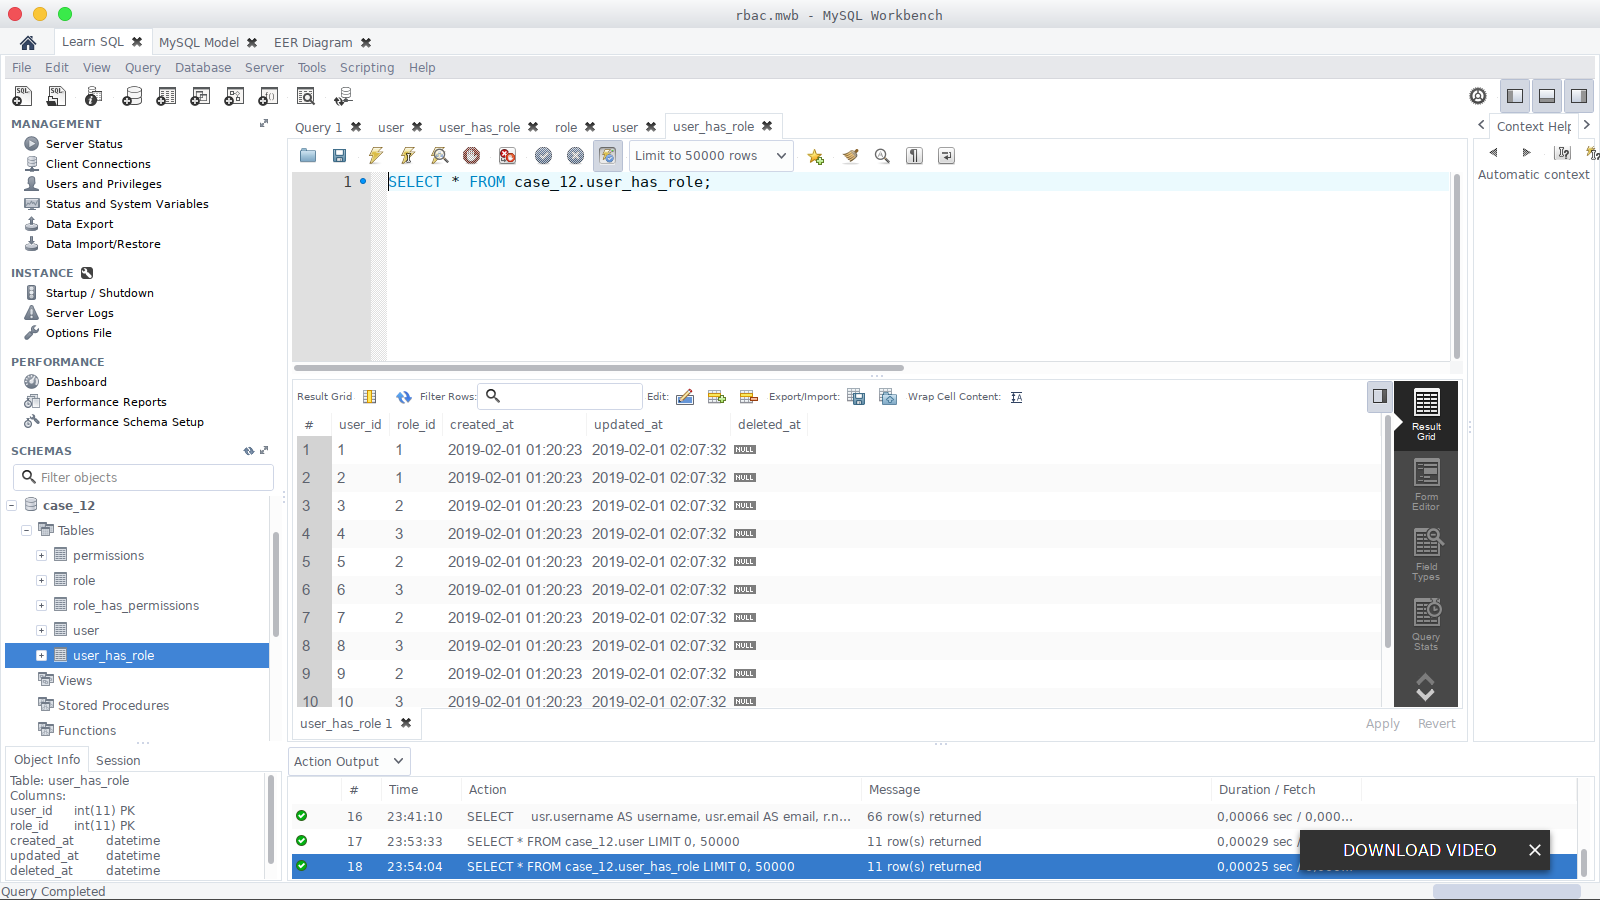 rbac.mwb - MySQL Workbench
Learn SQL MySQL Model EER Diagram
File Edit View Query Database Server Tools Scripting Help
MANAGEMENT
Server Status
Client Connections
Users and Privileges
Status and System Variables
Data Export
Data Import/Restore
INSTANCE
Startup / Shutdown
Server Logs
Options File
PERFORMANCE
Dashboard
Performance Reports
Performance Schema Setup
SCHEMAS
Filter objects
case_12
Tables
permissions
role
role_has_permissions
user
user_has_role
Views
Stored Procedures
Functions
Object Info Session
Table: user_has_role
Columns:
user_id int(11) PK
role_id int(11) PK
created_at datetime
updated_at datetime
deleted_at datetime
Query Completed
Query 1 user user_has_role role user user_has_role
Limit to 50000 rows
1 SELECT * FROM case_12.user_has_role;
Result Grid Filter Rows: Edit: Export/Import: Wrap Cell Content:
# user_id role_id created_at updated_at deleted_at
1 1 1 2019-02-01 01:20:23 2019-02-01 02:07:32 NULL
2 2 1 2019-02-01 01:20:23 2019-02-01 02:07:32 NULL
3 3 2 2019-02-01 01:20:23 2019-02-01 02:07:32 NULL
4 4 3 2019-02-01 01:20:23 2019-02-01 02:07:32 NULL
5 5 2 2019-02-01 01:20:23 2019-02-01 02:07:32 NULL
6 6 3 2019-02-01 01:20:23 2019-02-01 02:07:32 NULL
7 7 2 2019-02-01 01:20:23 2019-02-01 02:07:32 NULL
8 8 3 2019-02-01 01:20:23 2019-02-01 02:07:32 NULL
9 9 2 2019-02-01 01:20:23 2019-02-01 02:07:32 NULL
10 10 3 2019-02-01 01:20:23 2019-02-01 02:07:32 NULL
Result
Grid
Form
Editor
Field
Types
Query
Stats
user_has_role 1
Apply Revert
Context Help
Automatic context
Action Output
# Time Action Message Duration / Fetch
16 23:41:10 SELECT usr.username AS username, usr.email AS email, r.n... 66 row(s) returned 0,00066 sec / 0,000...
17 23:53:33 SELECT * FROM case_12.user LIMIT 0, 50000 11 row(s) returned 0,00029 sec /
18 23:54:04 SELECT * FROM case_12.user_has_role LIMIT 0, 50000 11 row(s) returned 0,00025 sec /
DOWNLOAD VIDEO